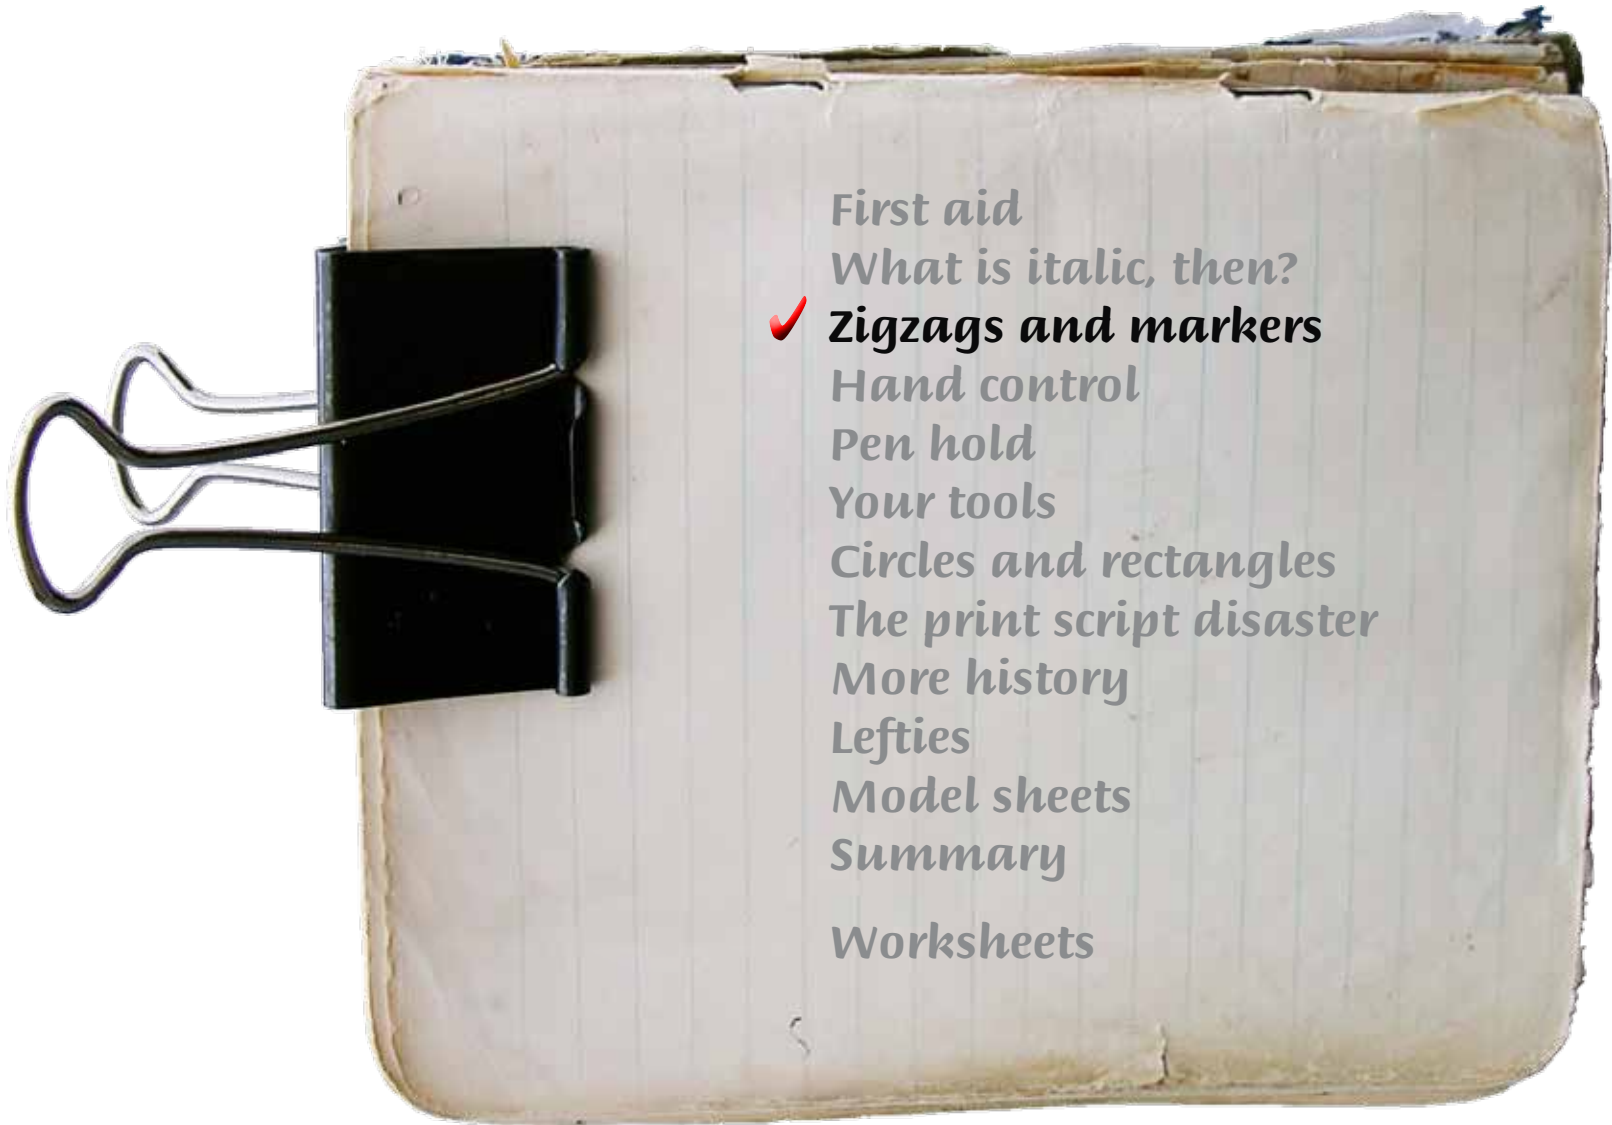 First aid
What is italic, then?
Zigzags and markers
Hand control
Pen hold
Your tools
Circles and rectangles
The print script disaster
More history
Lefties
Model sheets
Summary
Worksheets